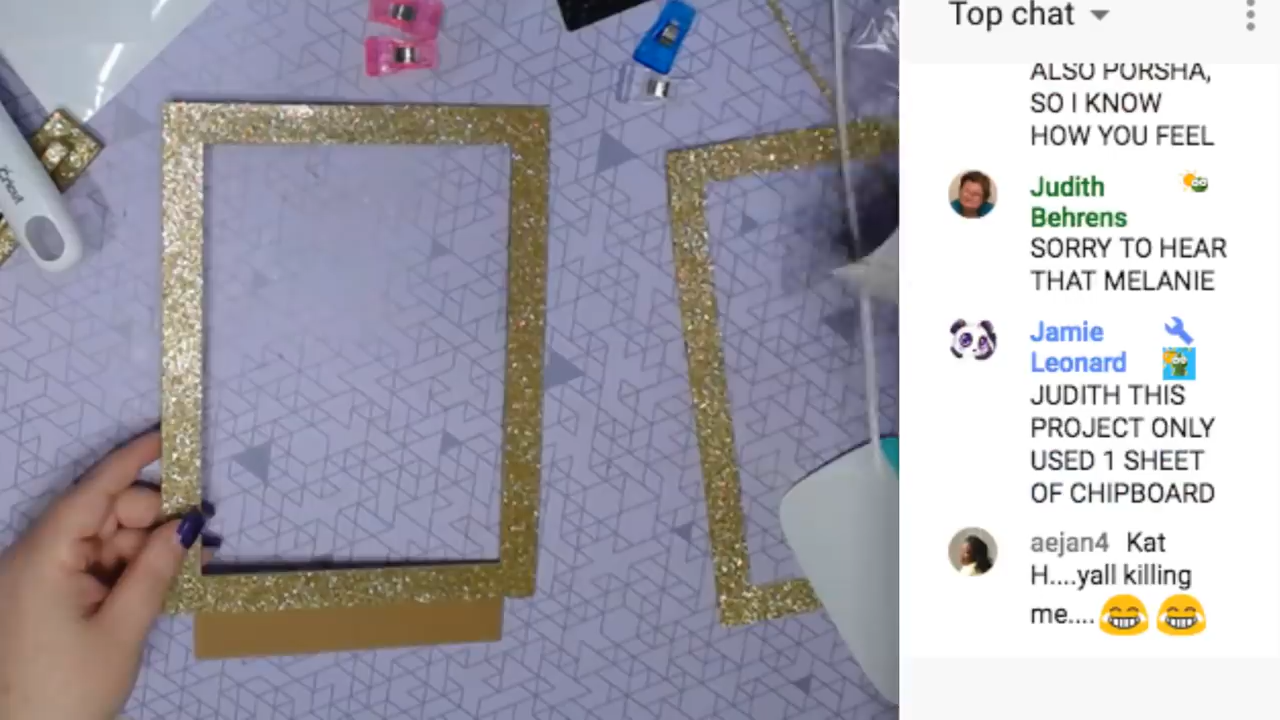 Top chat
ALSO PORSHA,
SO I KNOW
HOW YOU FEEL
Judith
Behrens
SORRY TO HEAR
THAT MELANIE
Jamie
Leonard
JUDITH THIS
PROJECT ONLY
USED 1 SHEET
OF CHIPBOARD
aejan4 Kat
H....yall killing
me....😂😂
cricut